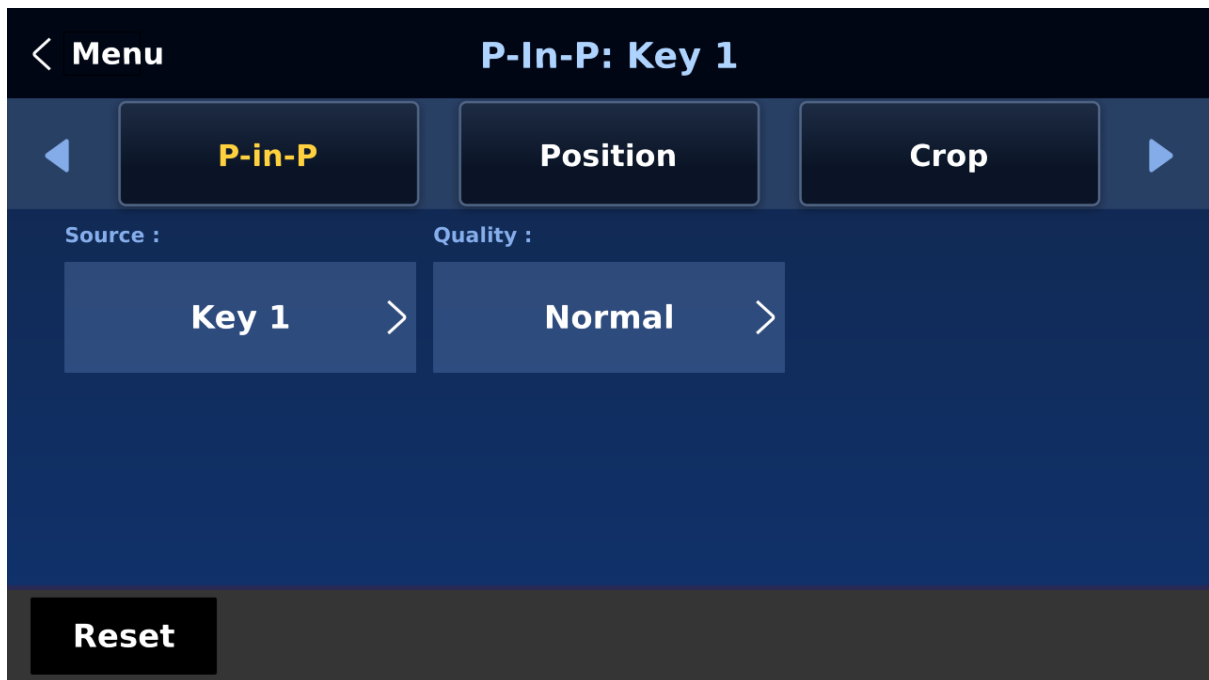 Menu
P-In-P: Key 1
P-in-P
Position
Crop
Source :
Quality :
Key 1
Normal
Reset